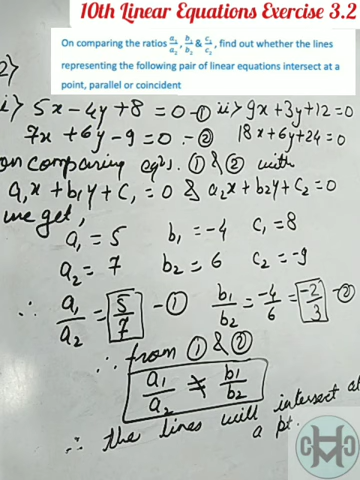 10th Linear Equations Exercise 3.2
On comparing the ratios a₁/a₂, b₁/b₂ & c₁/c₂, find out whether the lines
representing the following pair of linear equations intersect at a
point, parallel or coincident
2)
i> 5x - 4y + 8 = 0 - ① ii> 9x + 3y + 12 = 0
7x + 6y - 9 = 0 - ② 18x + 6y + 24 = 0
on comparing eqⁿs. ① & ② with
a₁x + b₁y + c₁ = 0 & a₂x + b₂y + c₂ = 0
we get,
a₁ = 5 b₁ = -4 c₁ = 8
a₂ = 7 b₂ = 6 c₂ = -9
∴ a₁/a₂ = 5/7 - ① b₁/b₂ = -4/6 = -2/3 - ②
∴ from ① & ②
a₁/a₂ ≠ b₁/b₂
∴ the lines will intersect at
a pt.